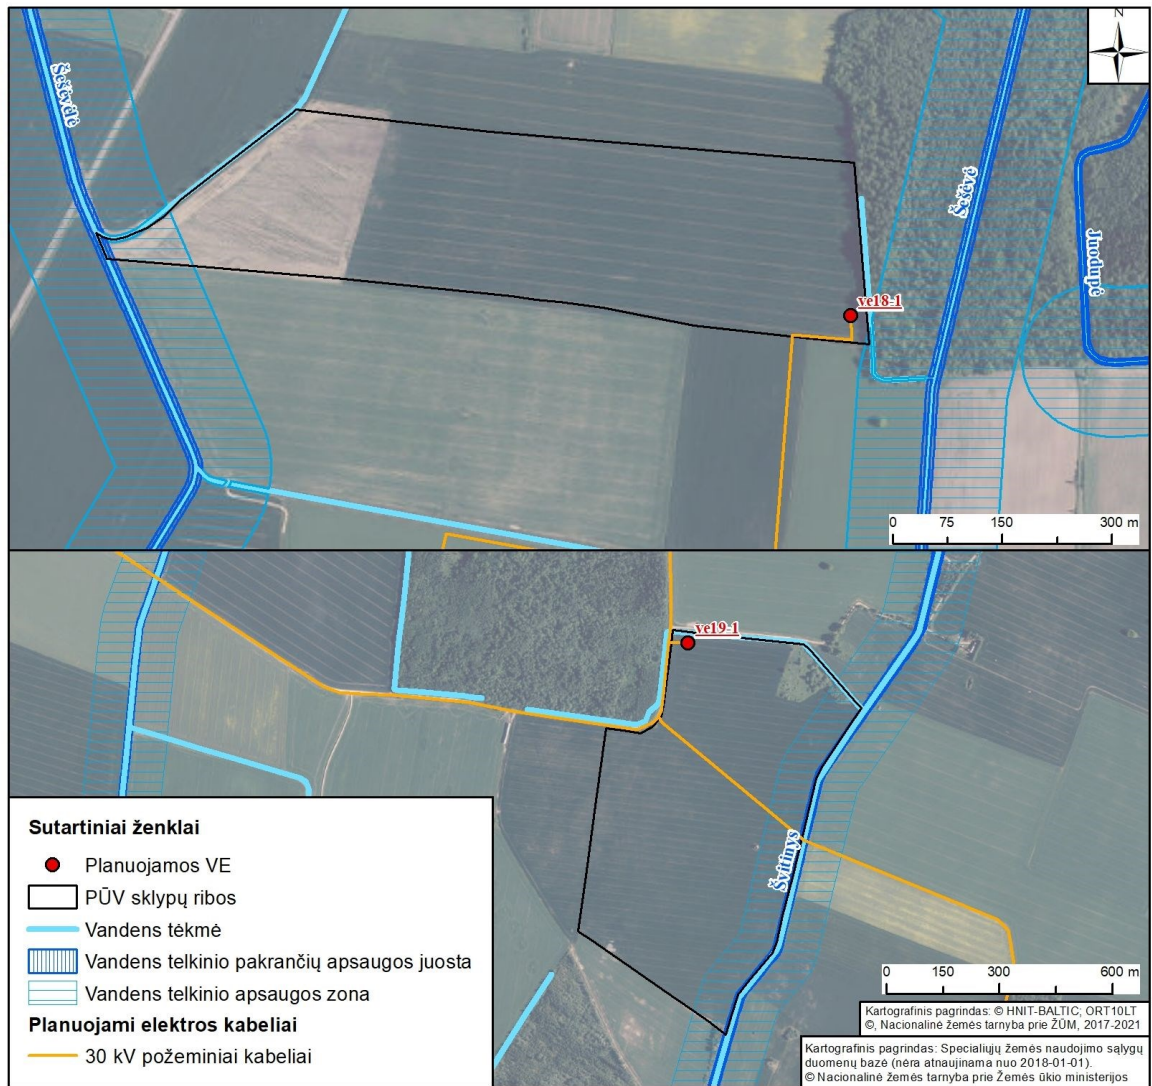 N
Šešėvėlė
Šešėvė
Juodupė
ve18-1
0 75 150 300 m
ve19-1
Švitinys
0 150 300 600 m
Sutartiniai ženklai
Planuojamos VE
PŪV sklypų ribos
Vandens tėkmė
Vandens telkinio pakrančių apsaugos juosta
Vandens telkinio apsaugos zona
Planuojami elektros kabeliai
30 kV požeminiai kabeliai
Kartografinis pagrindas: © HNIT-BALTIC; ORT10LT
©, Nacionalinė žemės tarnyba prie ŽŪM, 2017-2021
Kartografinis pagrindas: Specialiųjų žemės naudojimo sąlygų
duomenų bazė (nėra atnaujinama nuo 2018-01-01).
© Nacionalinė žemės tarnyba prie Žemės ūkio ministerijos